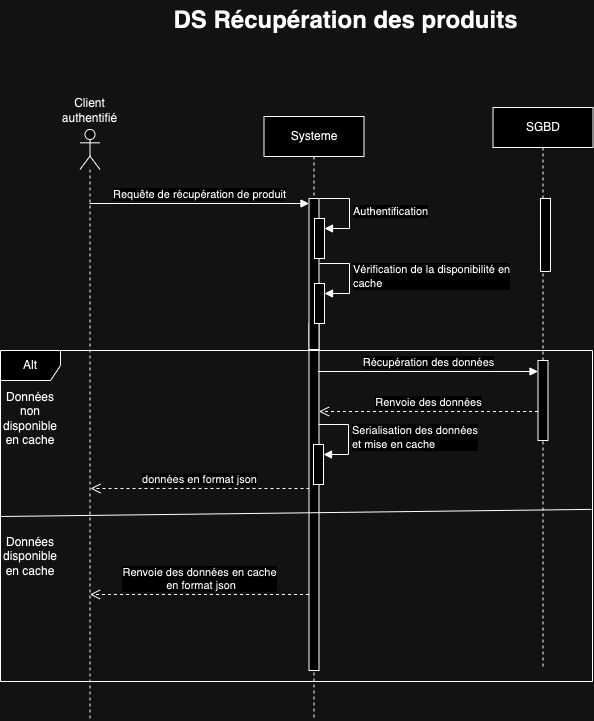 DS Récupération des produits
Client
authentifié
Systeme
SGBD
Requête de récupération de produit
Authentification
Vérification de la disponibilité en
cache
Alt
Récupération des données
Données
non
disponible
en cache
Renvoie des données
Serialisation des données
et mise en cache
données en format json
Données
disponible
en cache
Renvoie des données en cache
en format json